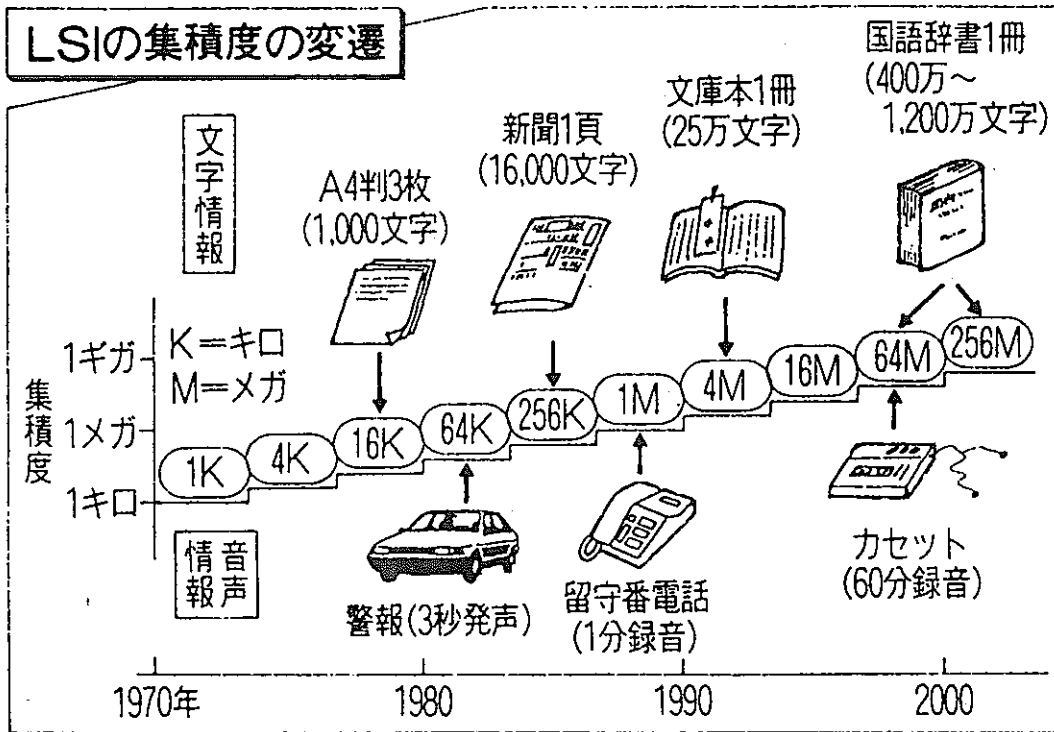 LSIの集積度の変遷
文字情報
A4判3枚
(1,000文字)
新聞1頁
(16,000文字)
文庫本1冊
(25万文字)
国語辞書1冊
(400万～
1,200万文字)
K＝キロ
M＝メガ
集積度
1ギガ
1メガ
1キロ
1K
4K
16K
64K
256K
1M
4M
16M
64M
256M
音声
情報
警報(3秒発声)
留守番電話
(1分録音)
カセット
(60分録音)
1970年
1980
1990
2000